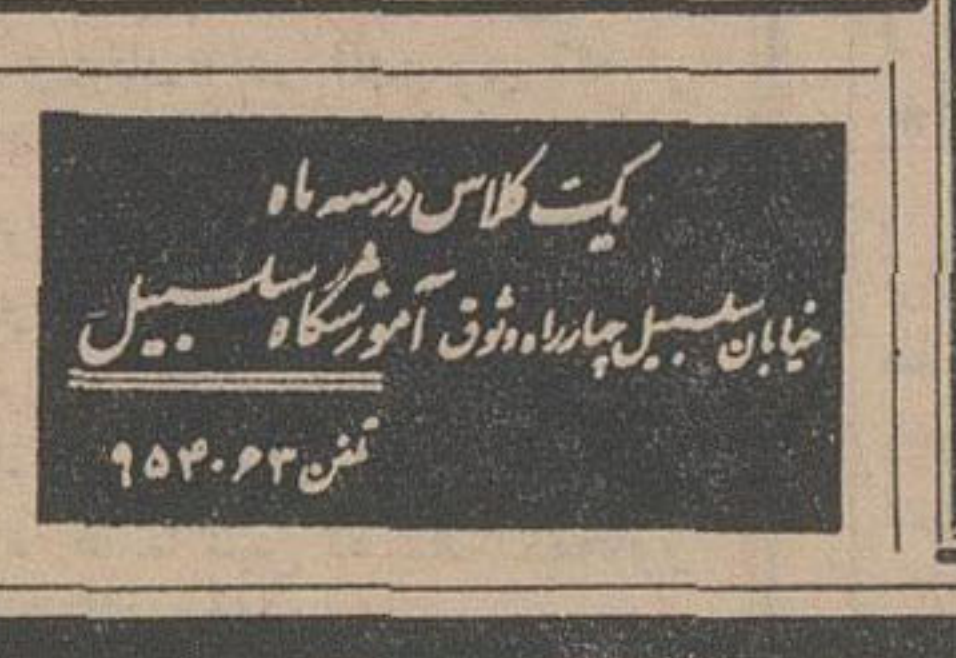 یک کلاس در سه ماه
خیابان سلسبیل چهارراه وثوق آموزشگاه سلسبیل
تلفن ۹۵۴۰۶۳